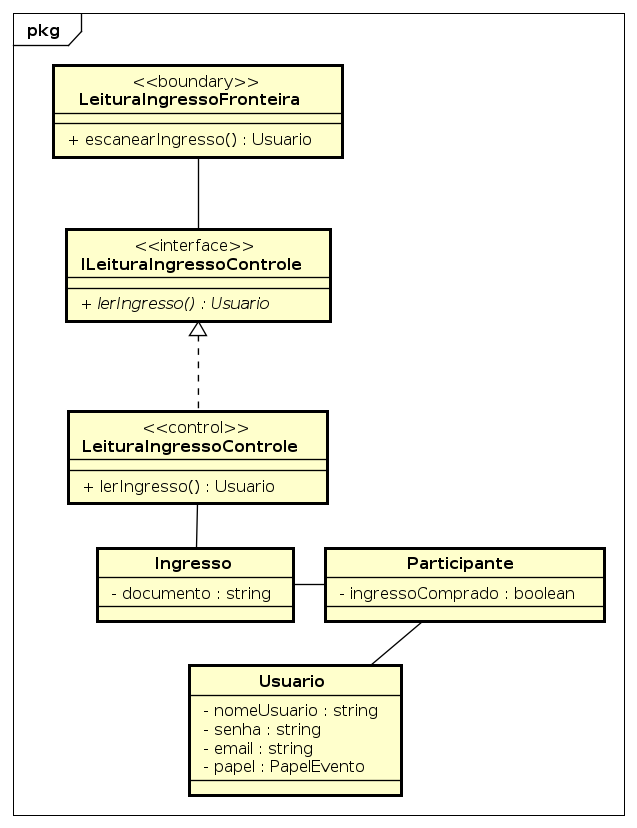 pkg
<<boundary>>
LeituraIngressoFronteira
+ escanearIngresso() : Usuario
<<interface>>
ILeituraIngressoControle
+ lerIngresso() : Usuario
<<control>>
LeituraIngressoControle
+ lerIngresso() : Usuario
Ingresso
- documento : string
Participante
- ingressoComprado : boolean
Usuario
- nomeUsuario : string
- senha : string
- email : string
- papel : PapelEvento